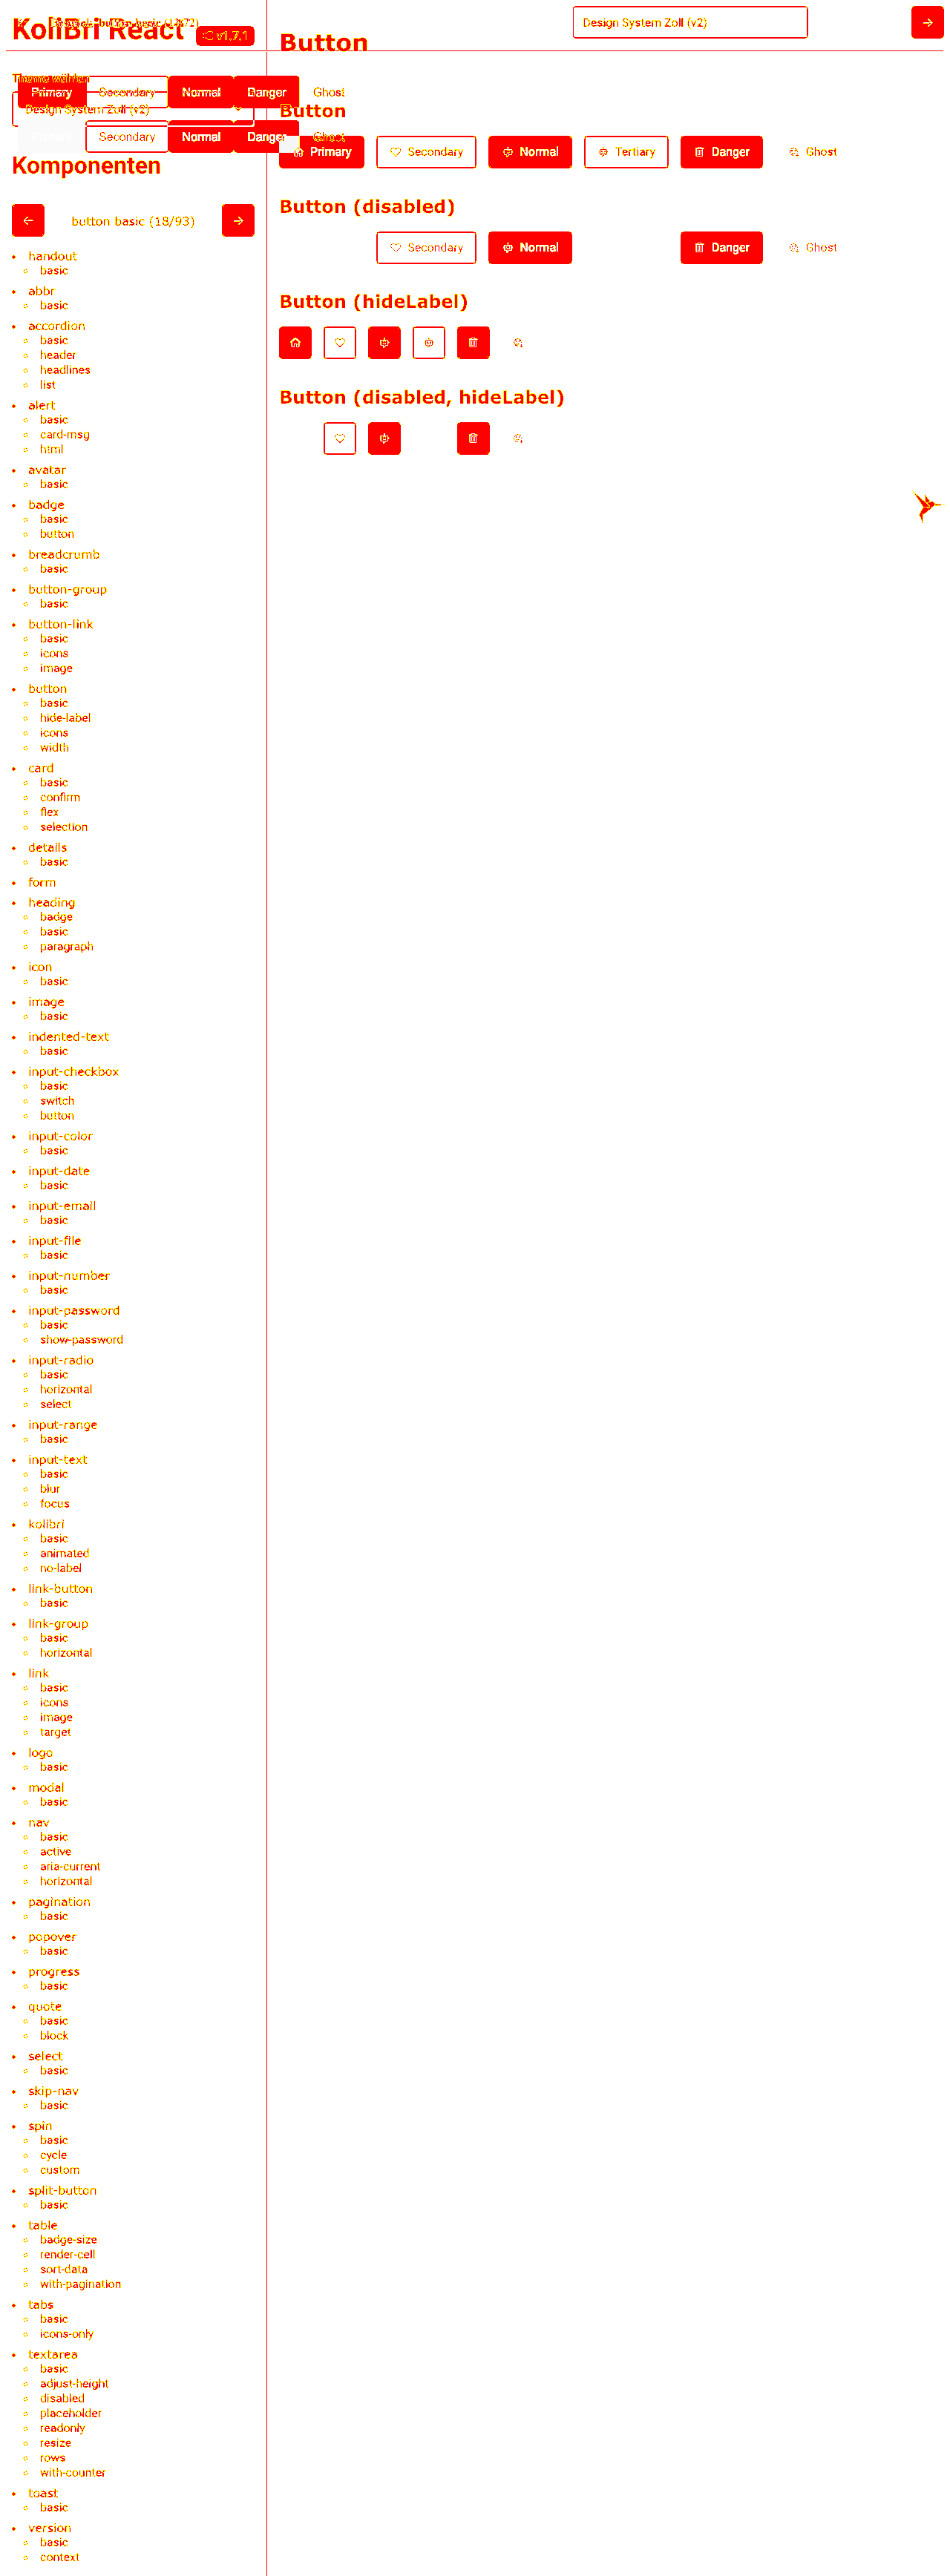 KoliBri React
v1.7.1
Theme wählen
Primary Secondary Normal Danger Ghost
Design System Zoll (v2)
Secondary Normal Danger Ghost
Komponenten
button basic (18/93)
handout
basic
abbr
basic
accordion
basic
header
headlines
list
alert
basic
card-msg
html
avatar
basic
badge
basic
button
breadcrumb
basic
button-group
basic
button-link
basic
icons
image
button
basic
hide-label
icons
width
card
basic
confirm
flex
selection
details
basic
form
heading
badge
basic
paragraph
icon
basic
image
basic
indented-text
basic
input-checkbox
basic
switch
button
input-color
basic
input-date
basic
input-email
basic
input-file
basic
input-number
basic
input-password
basic
show-password
input-radio
basic
horizontal
select
input-range
basic
input-text
basic
blur
focus
kolibri
basic
animated
no-label
link-button
basic
link-group
basic
horizontal
link
basic
icons
image
target
logo
basic
modal
basic
nav
basic
active
aria-current
horizontal
pagination
basic
popover
basic
progress
basic
quote
basic
block
select
basic
skip-nav
basic
spin
basic
cycle
custom
split-button
basic
table
badge-size
render-cell
sort-data
with-pagination
tabs
basic
icons-only
textarea
basic
adjust-height
disabled
placeholder
readonly
resize
rows
with-counter
toast
basic
version
basic
context
Design System Zoll (v2)
Button
Button
Primary Secondary Normal Tertiary Danger Ghost
Button (disabled)
Secondary Normal Danger Ghost
Button (hideLabel)
Button (disabled, hideLabel)